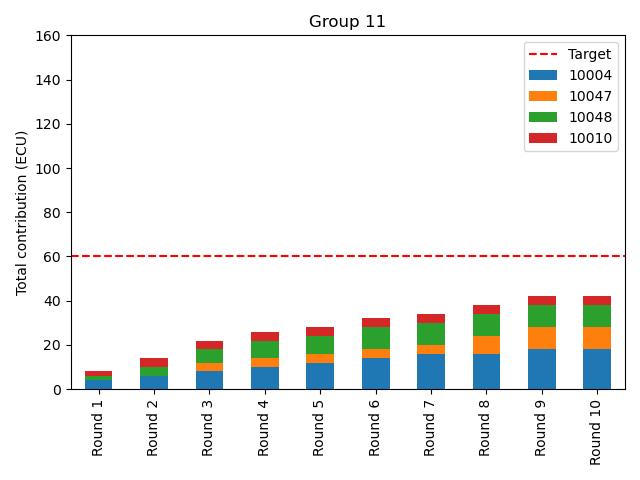 Group 11
Total contribution (ECU)
160
140
120
100
80
60
40
20
0
Target
10004
10047
10048
10010
Round 1
Round 2
Round 3
Round 4
Round 5
Round 6
Round 7
Round 8
Round 9
Round 10